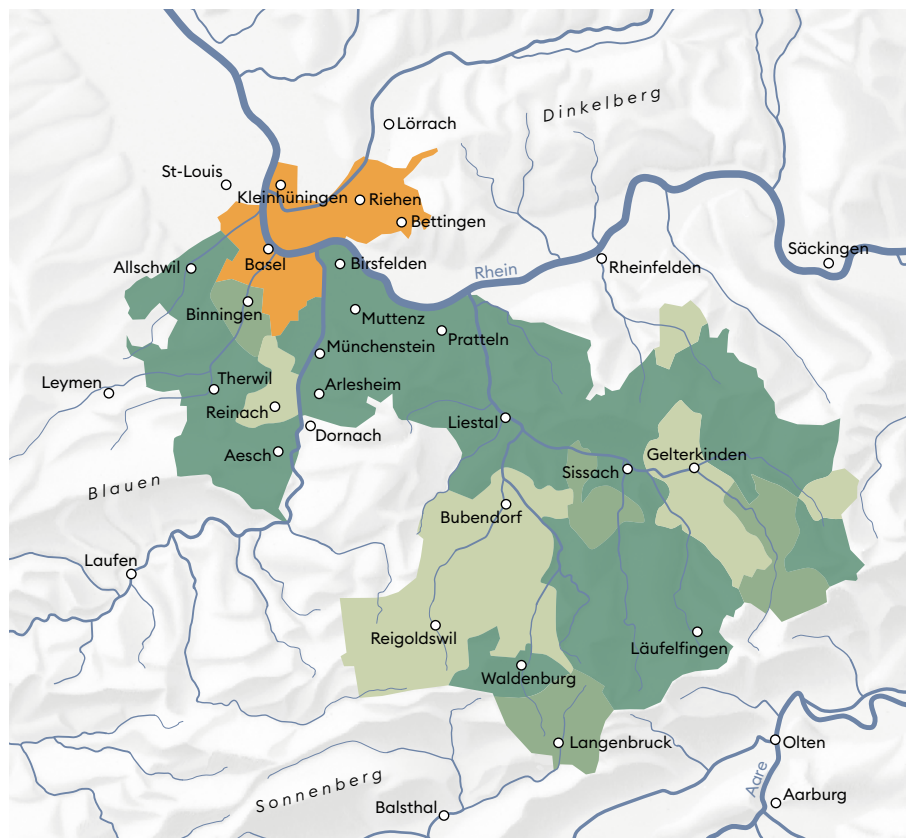 Dinkelberg
Lörrach
St-Louis
Kleinhüningen
Riehen
Bettingen
Säckingen
Basel
Birsfelden
Allschwil
Rhein
Rheinfelden
Binningen
Muttenz
Pratteln
Münchenstein
Leymen
Therwil
Arlesheim
Reinach
Liestal
Dornach
Aesch
Gelterkinden
Sissach
Blauen
Bubendorf
Laufen
Reigoldswil
Läufelfingen
Waldenburg
Langenbruck
Olten
Sonnenberg
Aare
Aarburg
Balsthal